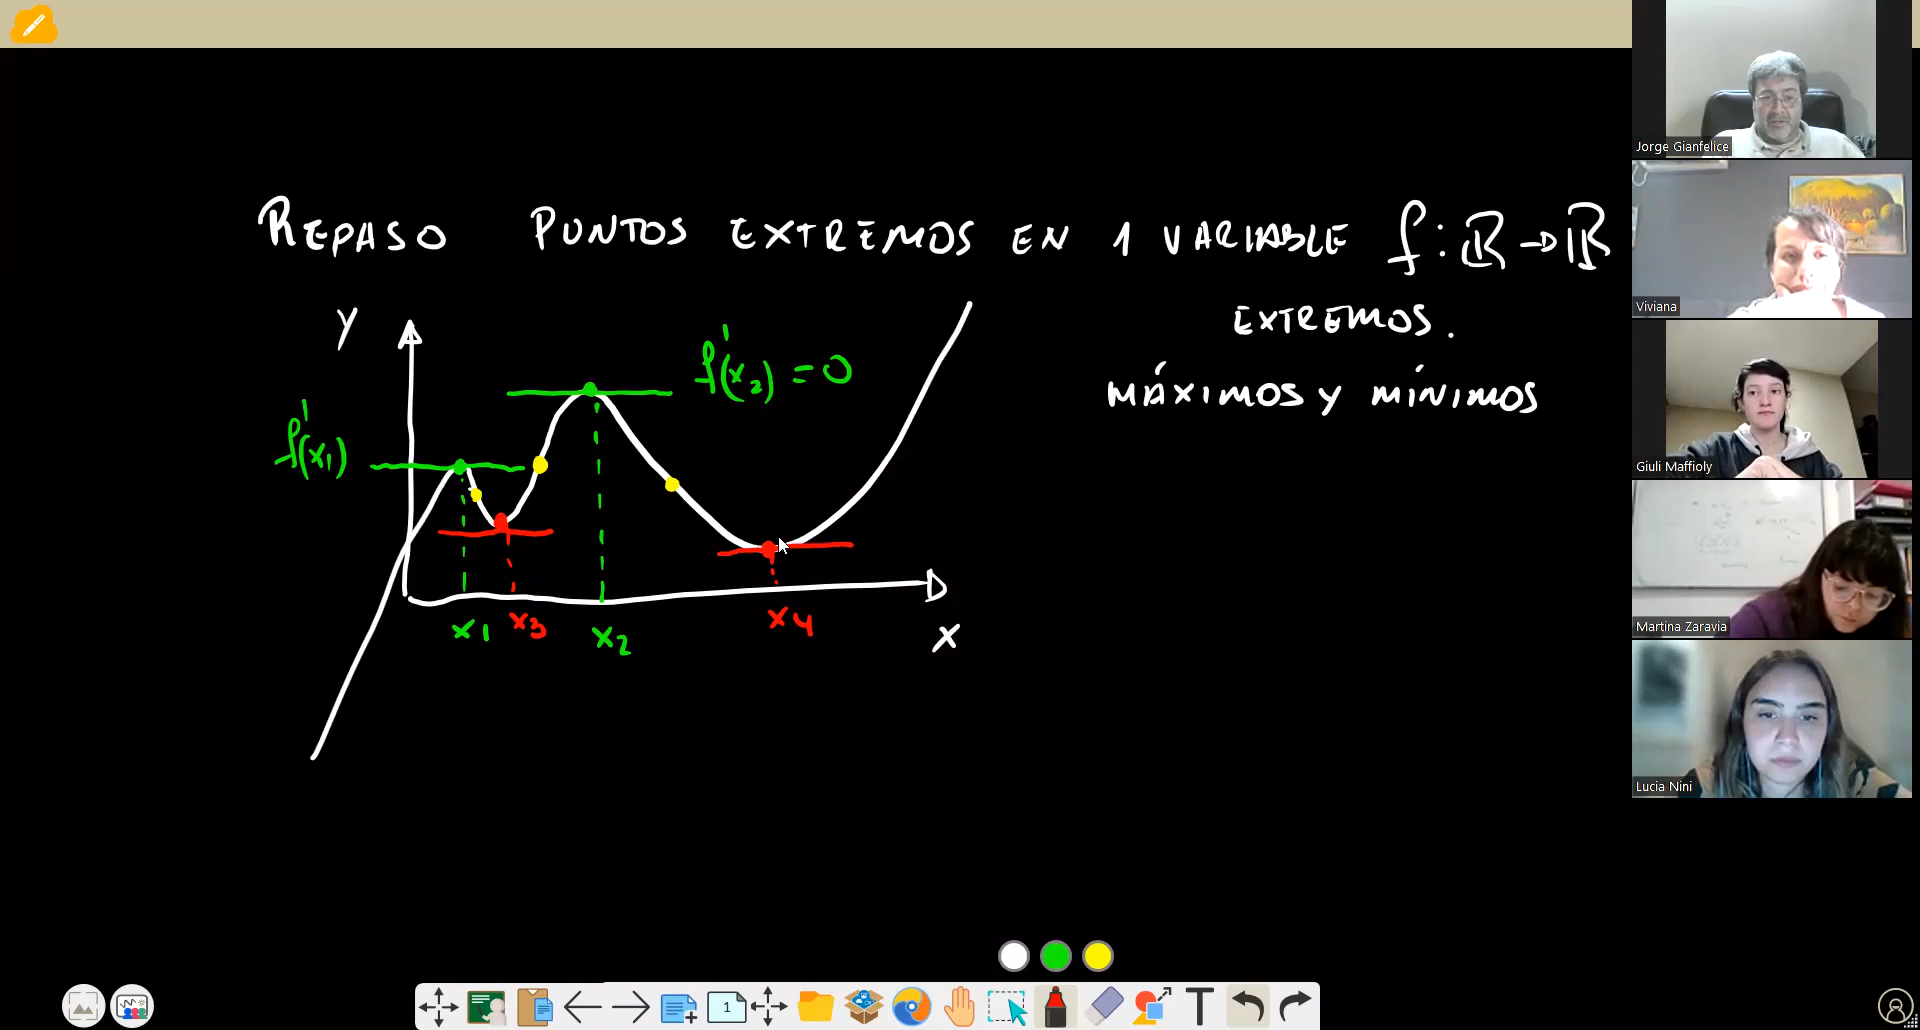 REPASO PUNTOS EXTREMOS EN 1 VARIABLE f: ℝ → ℝ
EXTREMOS.
MÁXIMOS Y MÍNIMOS
Y
f'(x2) = 0
f'(x1)
x1
x3
x2
x4
X
Jorge Gianfelice
Viviana
Giuli Maffioly
Martina Zaravia
Lucia Nini
1
T